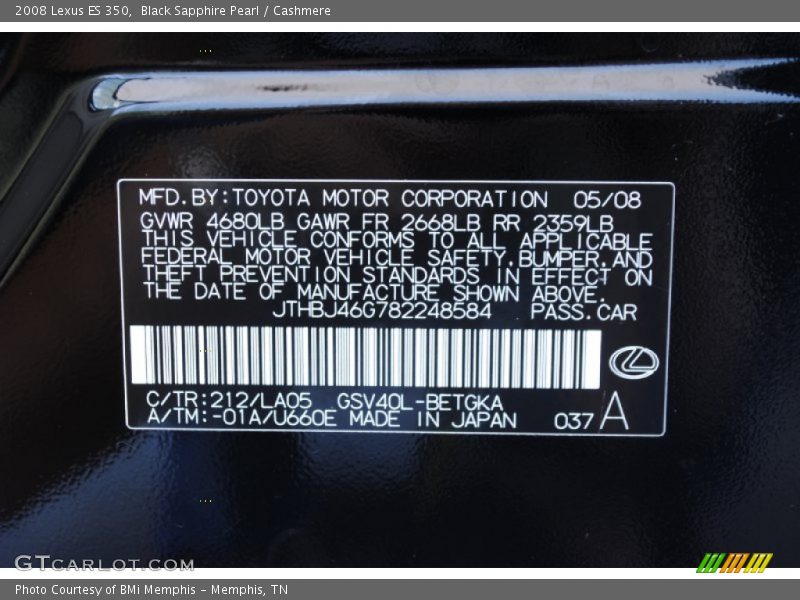 2008 Lexus ES 350, Black Sapphire Pearl / Cashmere
MFD.BY:TOYOTA MOTOR CORPORATION 05/08
GVWR 4680LB GAWR FR 2668LB RR 2359LB
THIS VEHICLE CONFORMS TO ALL APPLICABLE
FEDERAL MOTOR VEHICLE SAFETY,BUMPER,AND
THEFT PREVENTION STANDARDS IN EFFECT ON
THE DATE OF MANUFACTURE SHOWN ABOVE.
JTHBJ46G782248584 PASS.CAR
C/TR:212/LA05 GSV40L-BETGKA
A/TM:-01A/U660E MADE IN JAPAN 037 A
GTCARLOT.COM
Photo Courtesy of BMi Memphis - Memphis, TN